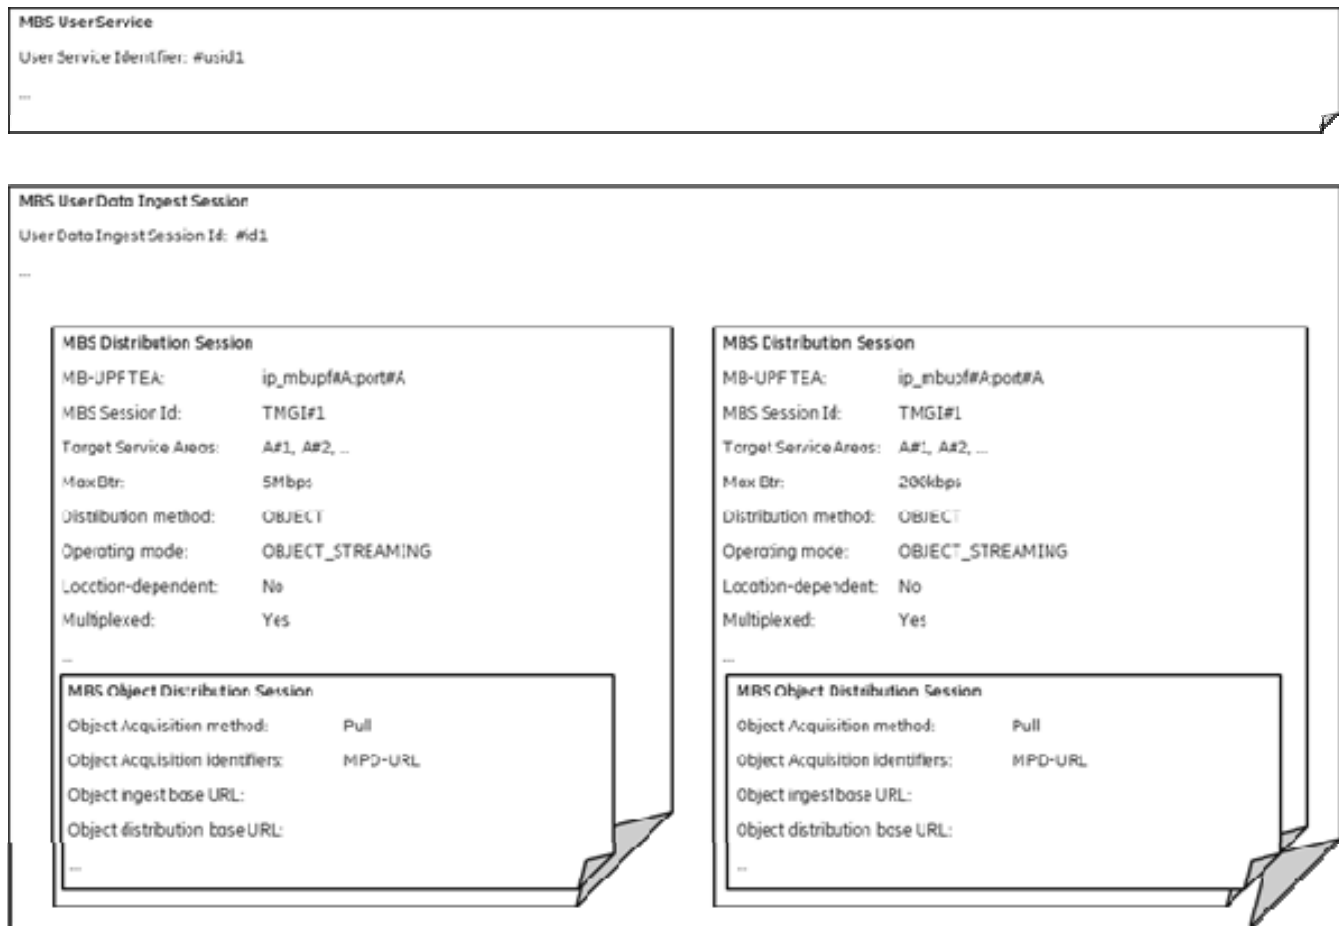 MBS User Service
User Service Identifier: #usid1
...
MBS User Data Ingest Session
User Data Ingest Session Id: #id1
...
MBS Distribution Session
MB-UPF TEA: ip_mbupf#A:port#A
MBS Session Id: TMGI#1
Target Service Areas: A#1, A#2, ...
Max Btr: 5Mbps
Distribution method: OBJECT
Operating mode: OBJECT_STREAMING
Location-dependent: No
Multiplexed: Yes
...
MBS Object Distribution Session
Object Acquisition method: Pull
Object Acquisition identifiers: MPD-URL
Object ingest base URL:
Object distribution base URL:
...
MBS Distribution Session
MB-UPF TEA: ip_mbupf#A:port#A
MBS Session Id: TMGI#1
Target Service Areas: A#1, A#2, ...
Max Btr: 200kbps
Distribution method: OBJECT
Operating mode: OBJECT_STREAMING
Location-dependent: No
Multiplexed: Yes
...
MBS Object Distribution Session
Object Acquisition method: Pull
Object Acquisition identifiers: MPD-URL
Object ingest base URL:
Object distribution base URL:
...